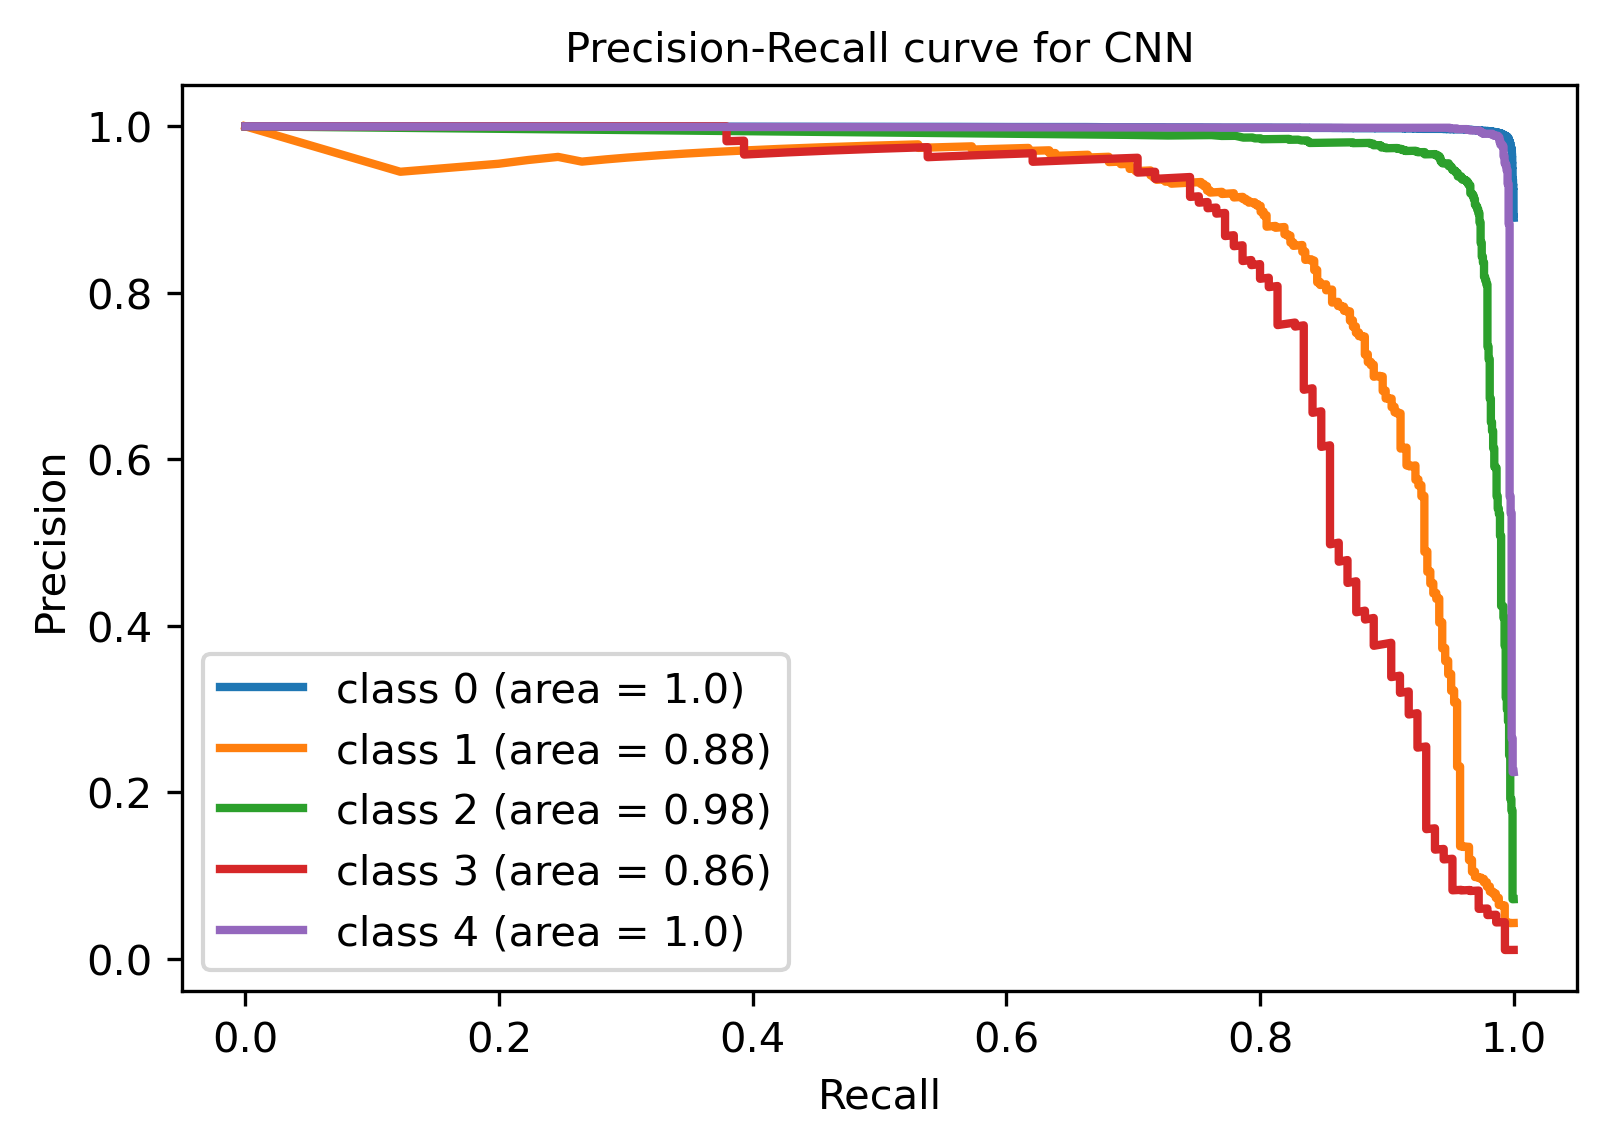 Precision-Recall curve for CNN
1.0
0.8
0.6
0.4
0.2
0.0
Precision
class 0 (area = 1.0)
class 1 (area = 0.88)
class 2 (area = 0.98)
class 3 (area = 0.86)
class 4 (area = 1.0)
0.0 0.2 0.4 0.6 0.8 1.0
Recall